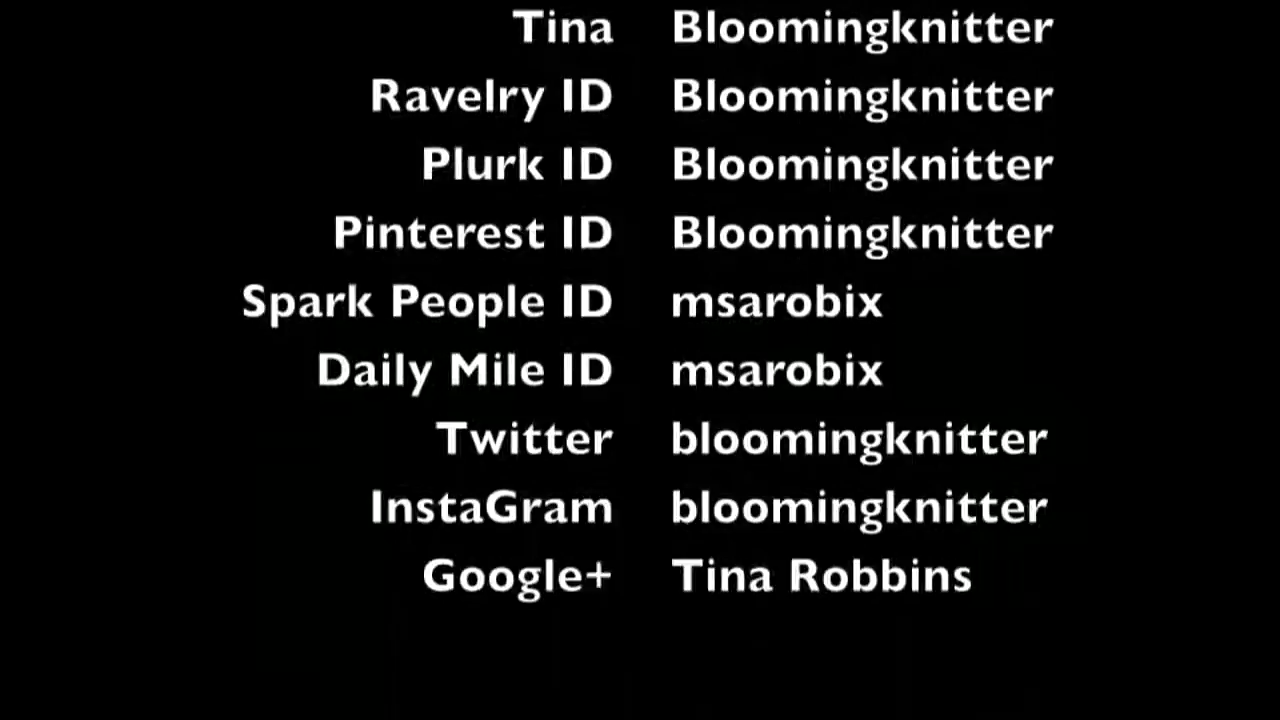 Tina Bloomingknitter
Ravelry ID Bloomingknitter
Plurk ID Bloomingknitter
Pinterest ID Bloomingknitter
Spark People ID msarobix
Daily Mile ID msarobix
Twitter bloomingknitter
InstaGram bloomingknitter
Google+ Tina Robbins